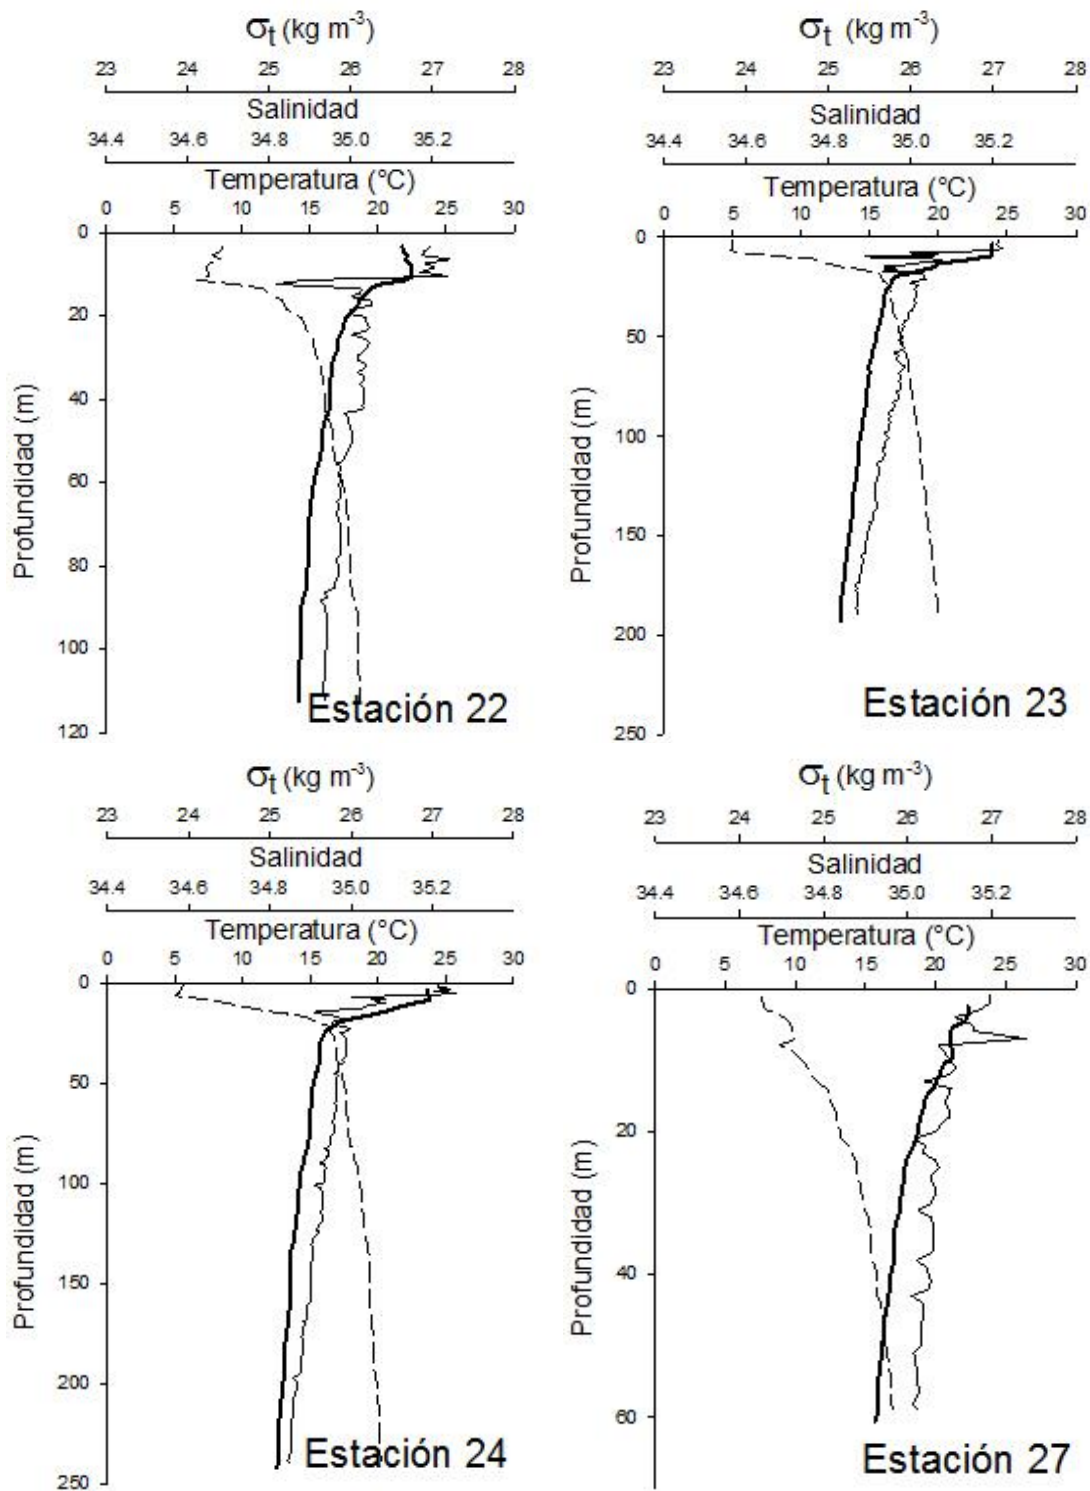 σt (kg m-3)
23 24 25 26 27 28
Salinidad
34.4 34.6 34.8 35.0 35.2
Temperatura (°C)
0 5 10 15 20 25 30
0
20
40
60
80
100
120
Profundidad (m)
Estación 22
σt (kg m-3)
23 24 25 26 27 28
Salinidad
34.4 34.6 34.8 35.0 35.2
Temperatura (°C)
0 5 10 15 20 25 30
0
50
100
150
200
250
Profundidad (m)
Estación 23
σt (kg m-3)
23 24 25 26 27 28
Salinidad
34.4 34.6 34.8 35.0 35.2
Temperatura (°C)
0 5 10 15 20 25 30
0
50
100
150
200
250
Profundidad (m)
Estación 24
σt (kg m-3)
23 24 25 26 27 28
Salinidad
34.4 34.6 34.8 35.0 35.2
Temperatura (°C)
0 5 10 15 20 25 30
0
20
40
60
Profundidad (m)
Estación 27